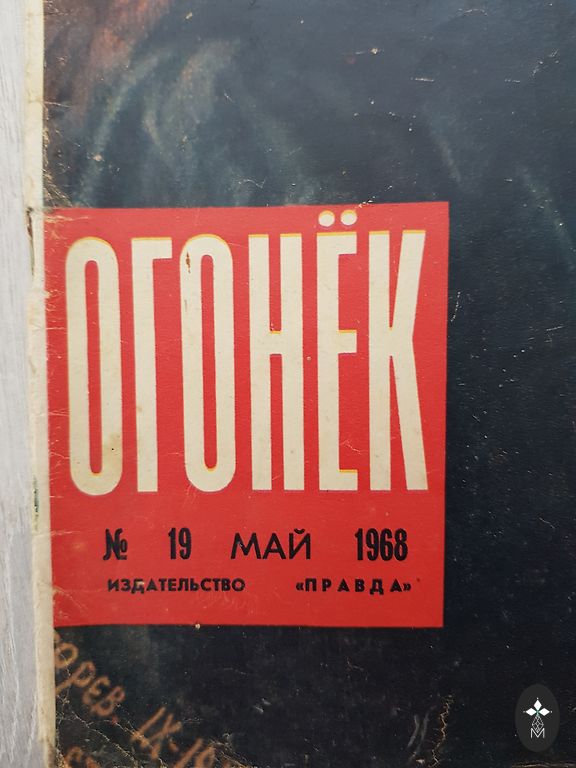 ОГОНЁК
№ 19 МАЙ 1968
ИЗДАТЕЛЬСТВО «ПРАВДА»